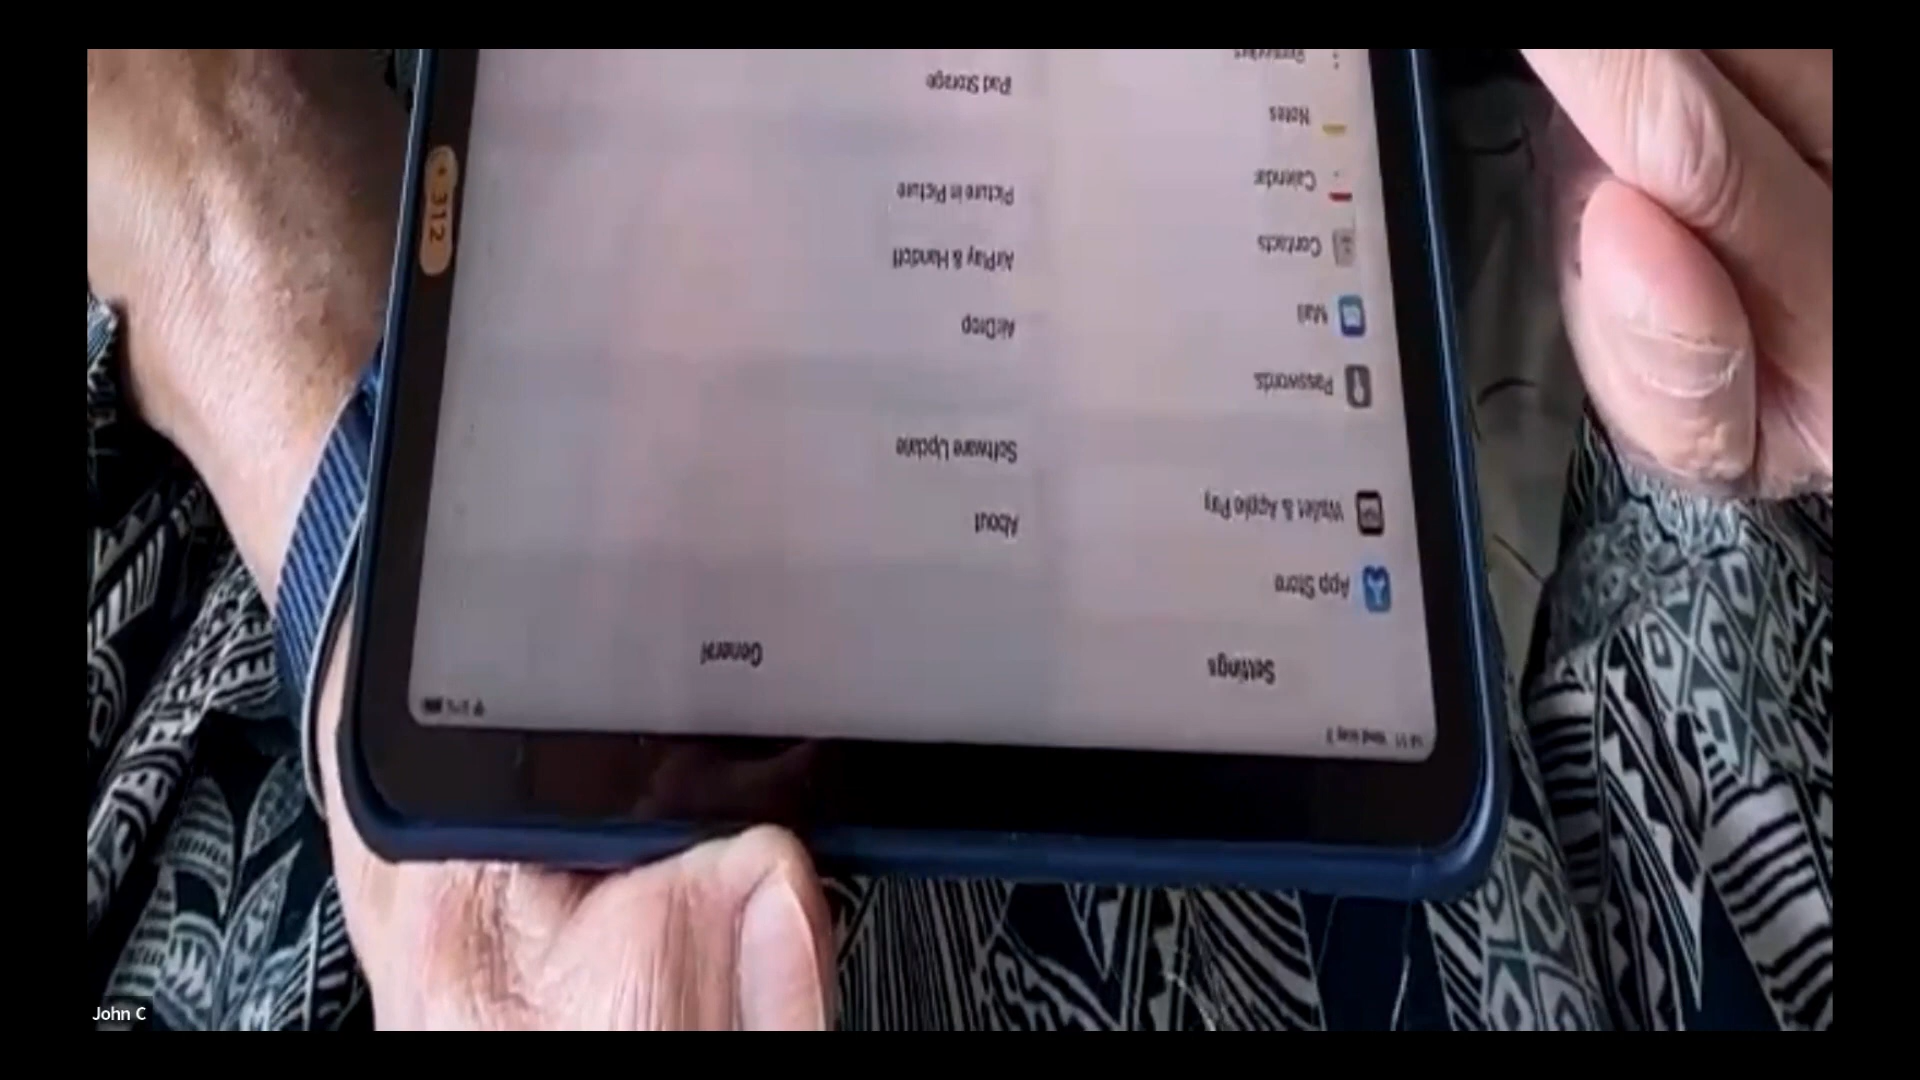 Settings
General
App Store
Wallet & Apple Pay
Passwords
Mail
Contacts
Calendar
Notes
About
Software Update
AirDrop
AirPlay & Handoff
Picture in Picture
iPad Storage
312
John C